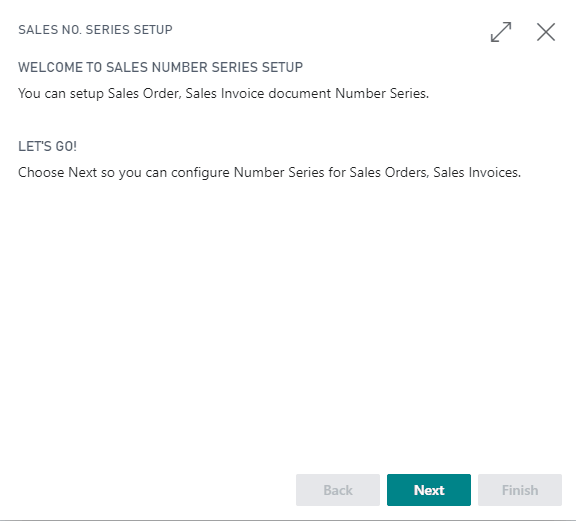 SALES NO. SERIES SETUP
WELCOME TO SALES NUMBER SERIES SETUP
You can setup Sales Order, Sales Invoice document Number Series.
LET'S GO!
Choose Next so you can configure Number Series for Sales Orders, Sales Invoices.
Back Next Finish